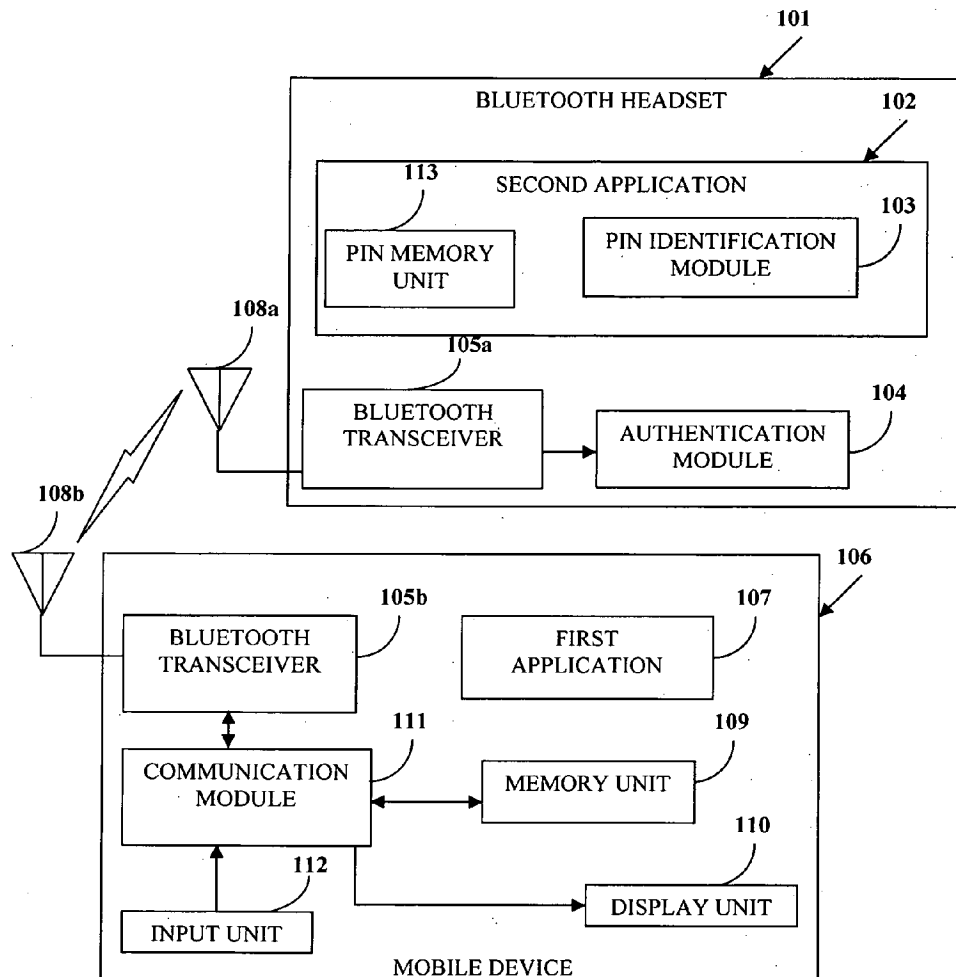 101
BLUETOOTH HEADSET
102
113
SECOND APPLICATION
103
PIN MEMORY
UNIT
PIN IDENTIFICATION
MODULE
108a
105a
BLUETOOTH
TRANSCEIVER
104
AUTHENTICATION
MODULE
108b
106
105b
107
BLUETOOTH
TRANSCEIVER
FIRST
APPLICATION
111
109
COMMUNICATION
MODULE
MEMORY UNIT
110
112
DISPLAY UNIT
INPUT UNIT
MOBILE DEVICE